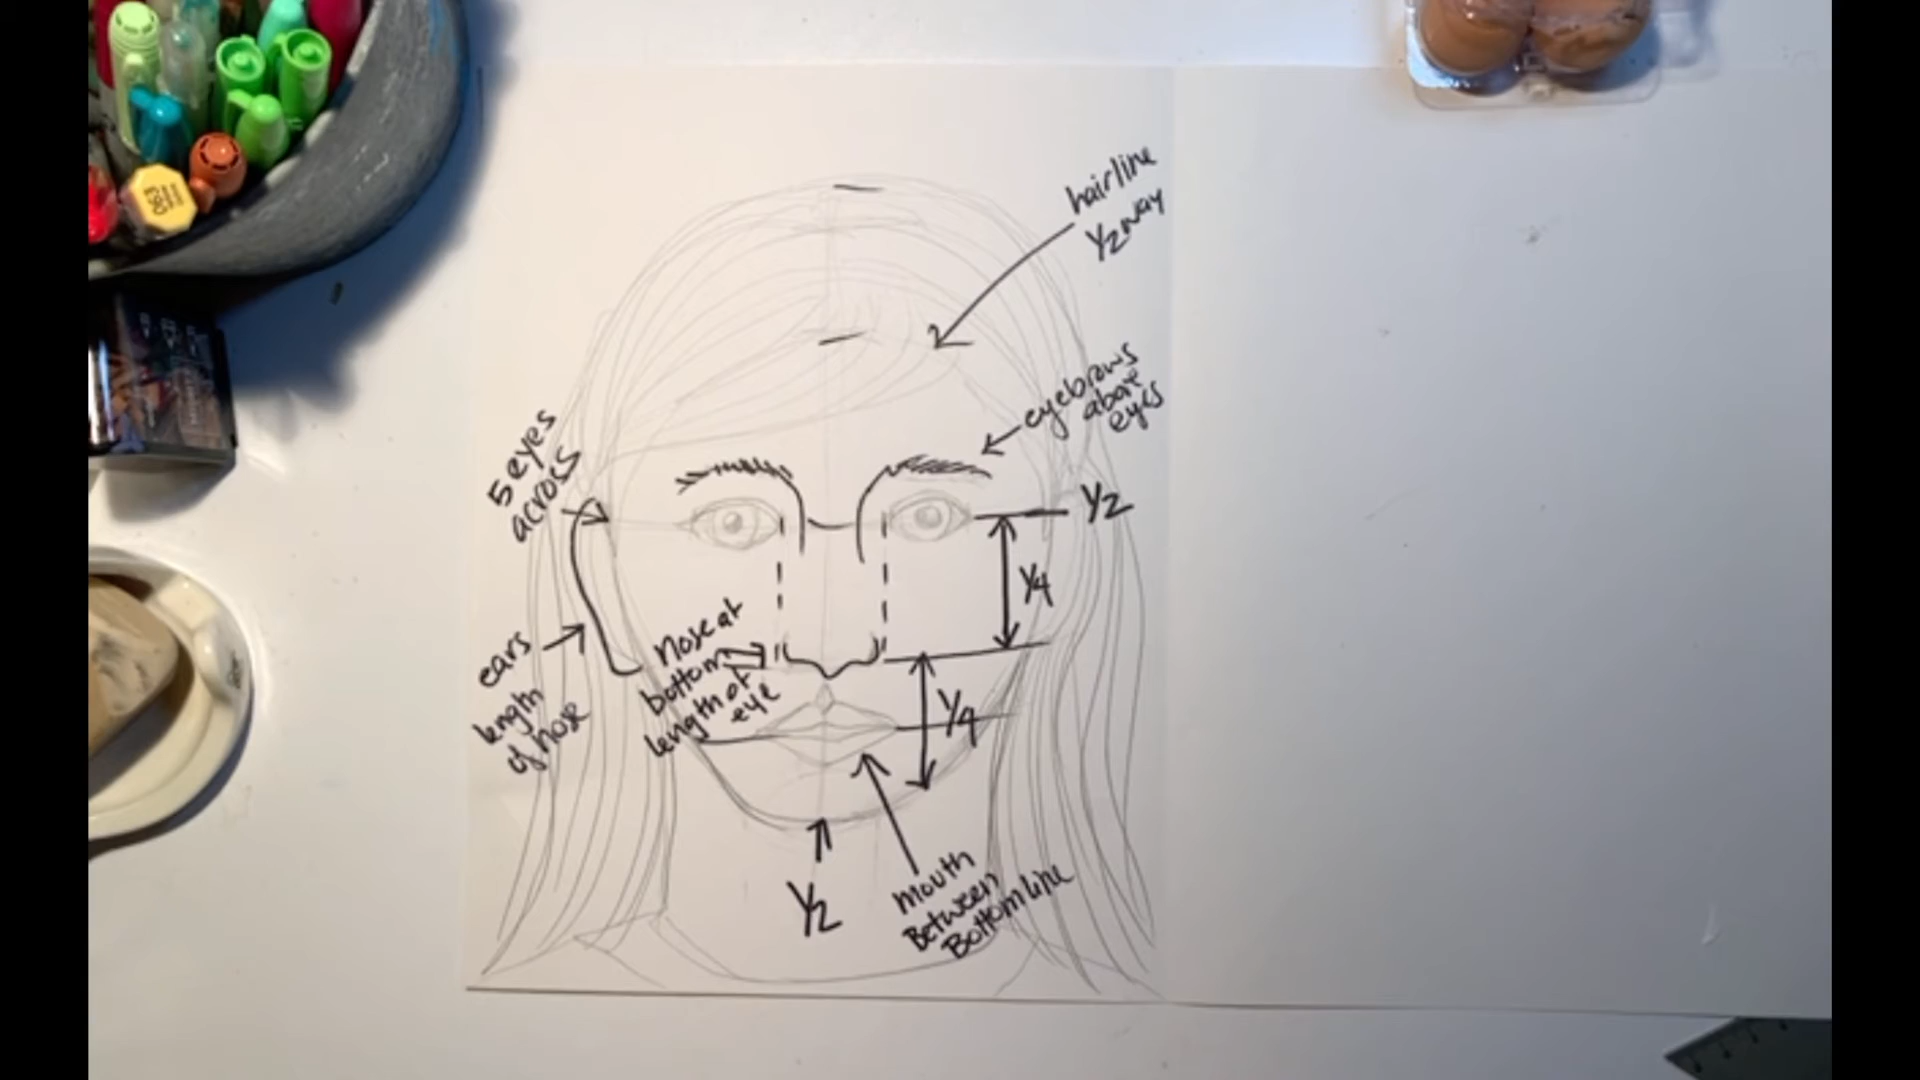 hairline
1/2 way
eyebrows
above
eyes
5 eyes
across
1/2
1/4
Nose at
bottom
length of
eye
ears
length
of nose
1/4
1/2
mouth
Between
Bottom line